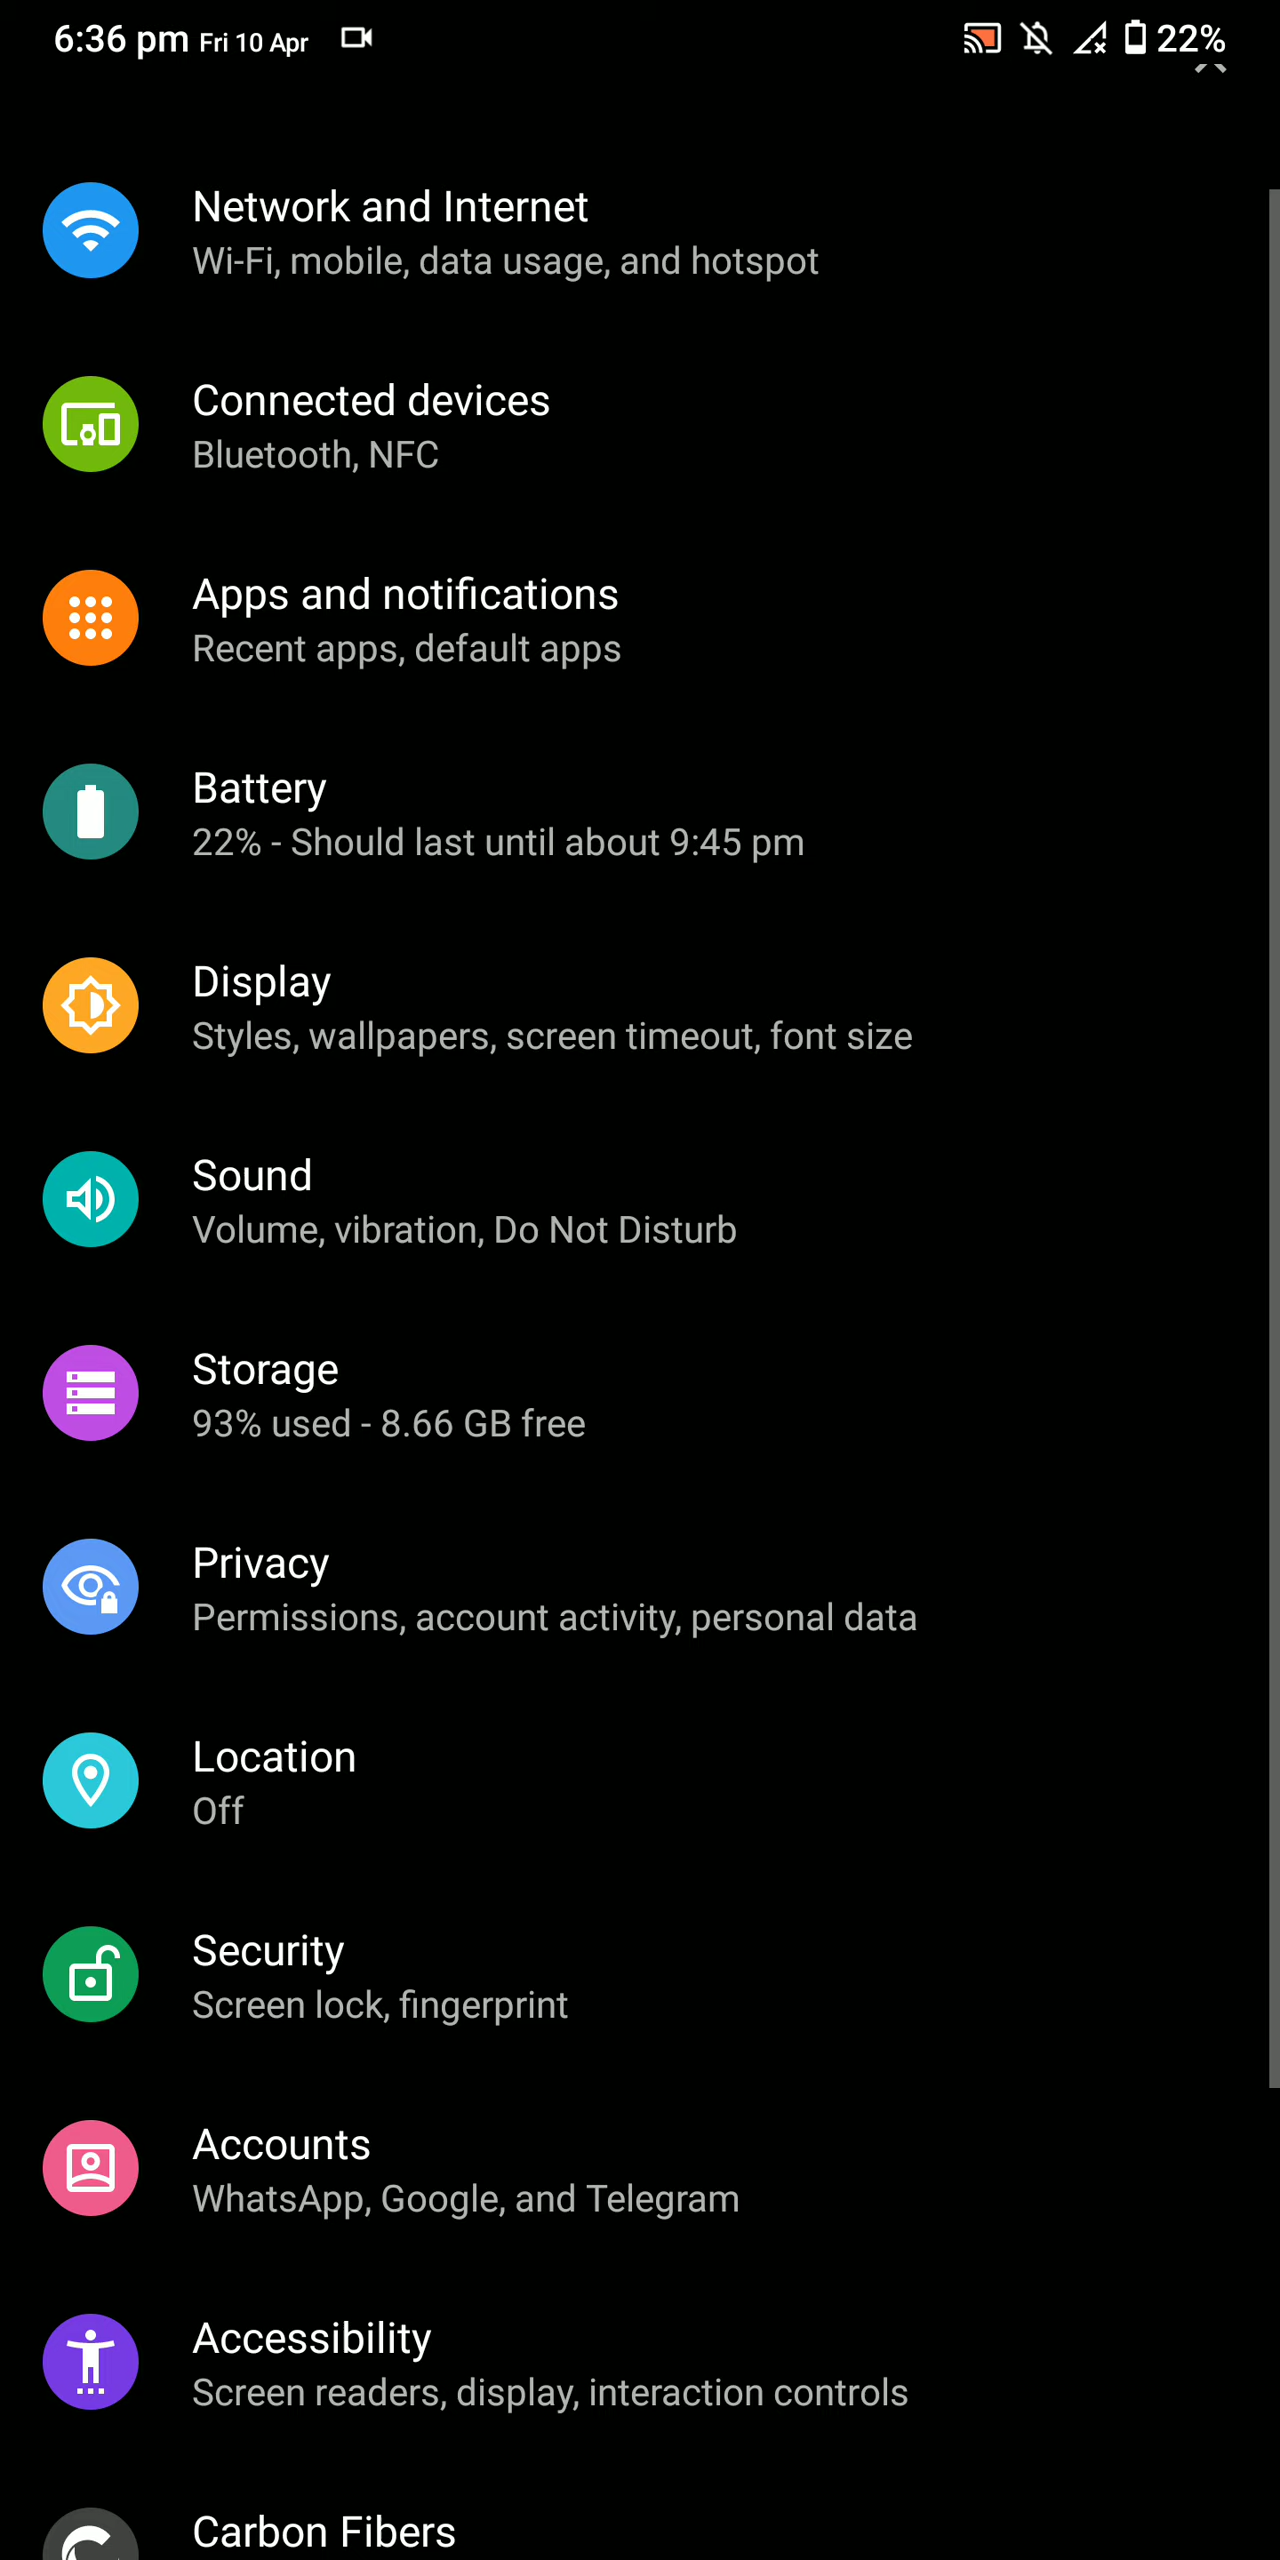 6:36 pm Fri 10 Apr 22%
Network and Internet
Wi-Fi, mobile, data usage, and hotspot
Connected devices
Bluetooth, NFC
Apps and notifications
Recent apps, default apps
Battery
22% - Should last until about 9:45 pm
Display
Styles, wallpapers, screen timeout, font size
Sound
Volume, vibration, Do Not Disturb
Storage
93% used - 8.66 GB free
Privacy
Permissions, account activity, personal data
Location
Off
Security
Screen lock, fingerprint
Accounts
WhatsApp, Google, and Telegram
Accessibility
Screen readers, display, interaction controls
Carbon Fibers